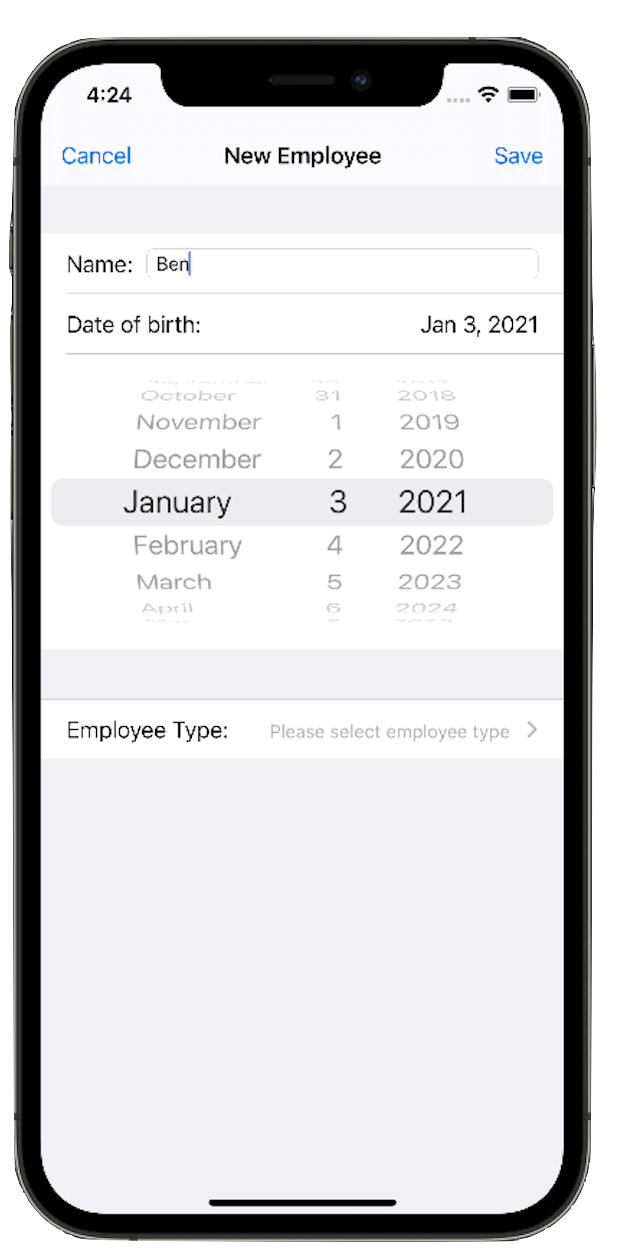 4:24
Cancel New Employee Save
Name: Ben
Date of birth: Jan 3, 2021
October 31 2018
November 1 2019
December 2 2020
January 3 2021
February 4 2022
March 5 2023
April 6 2024
Employee Type: Please select employee type